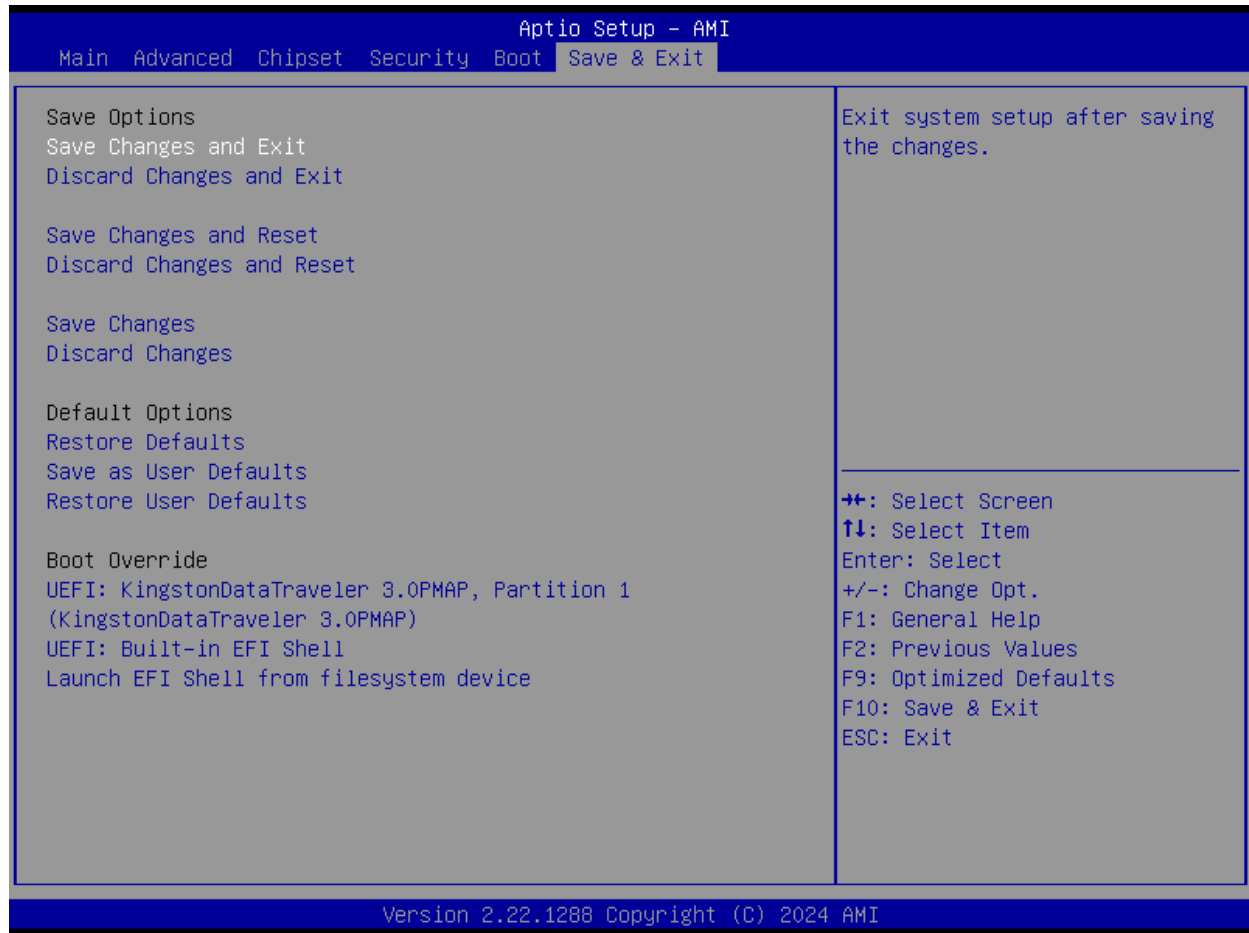 Aptio Setup – AMI
Main Advanced Chipset Security Boot Save & Exit
Save Options
Save Changes and Exit
Discard Changes and Exit
Save Changes and Reset
Discard Changes and Reset
Save Changes
Discard Changes
Default Options
Restore Defaults
Save as User Defaults
Restore User Defaults
Boot Override
UEFI: KingstonDataTraveler 3.0PMAP, Partition 1
(KingstonDataTraveler 3.0PMAP)
UEFI: Built-in EFI Shell
Launch EFI Shell from filesystem device
Exit system setup after saving
the changes.
→←: Select Screen
↑↓: Select Item
Enter: Select
+/-: Change Opt.
F1: General Help
F2: Previous Values
F9: Optimized Defaults
F10: Save & Exit
ESC: Exit
Version 2.22.1288 Copyright (C) 2024 AMI